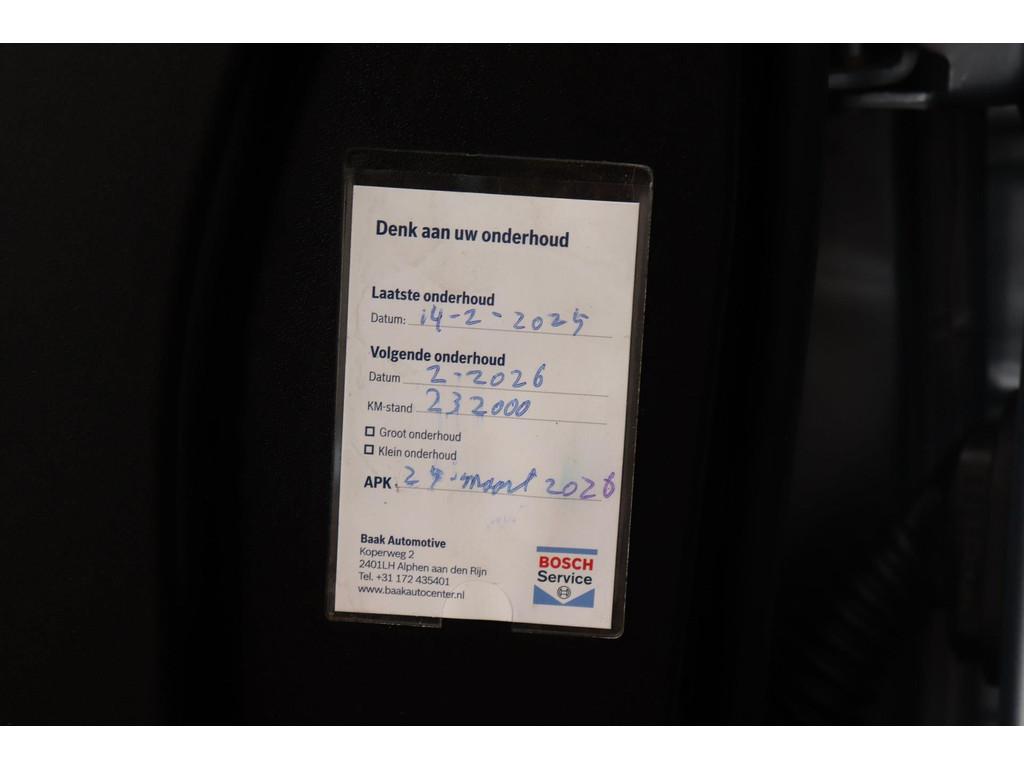 Denk aan uw onderhoud
Laatste onderhoud
Datum: 14-2-2025
Volgende onderhoud
Datum 2-2026
KM-stand 232000
Groot onderhoud
Klein onderhoud
APK. maart 2026
Baak Automotive
Koperweg 2
2401LH Alphen aan den Rijn
Tel. +31 172 435401
www.baakautocenter.nl
BOSCH
Service